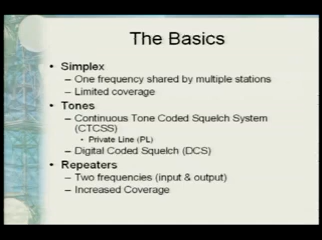 The Basics
• Simplex
– One frequency shared by multiple stations
– Limited coverage
• Tones
– Continuous Tone Coded Squelch System
(CTCSS)
• Private Line (PL)
– Digital Coded Squelch (DCS)
• Repeaters
– Two frequencies (input & output)
– Increased Coverage